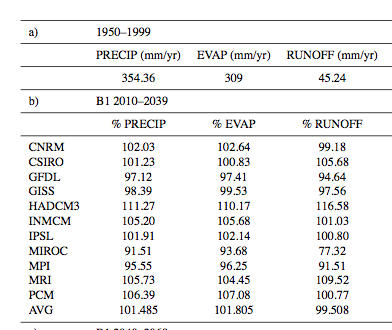 a) 1950–1999
PRECIP (mm/yr) EVAP (mm/yr) RUNOFF (mm/yr)
354.36 309 45.24
b) B1 2010–2039
% PRECIP % EVAP % RUNOFF
CNRM 102.03 102.64 99.18
CSIRO 101.23 100.83 105.68
GFDL 97.12 97.41 94.64
GISS 98.39 99.53 97.56
HADCM3 111.27 110.17 116.58
INMCM 105.20 105.68 101.03
IPSL 101.91 102.14 100.80
MIROC 91.51 93.68 77.32
MPI 95.55 96.25 91.51
MRI 105.73 104.45 109.52
PCM 106.39 107.08 100.77
AVG 101.485 101.805 99.508